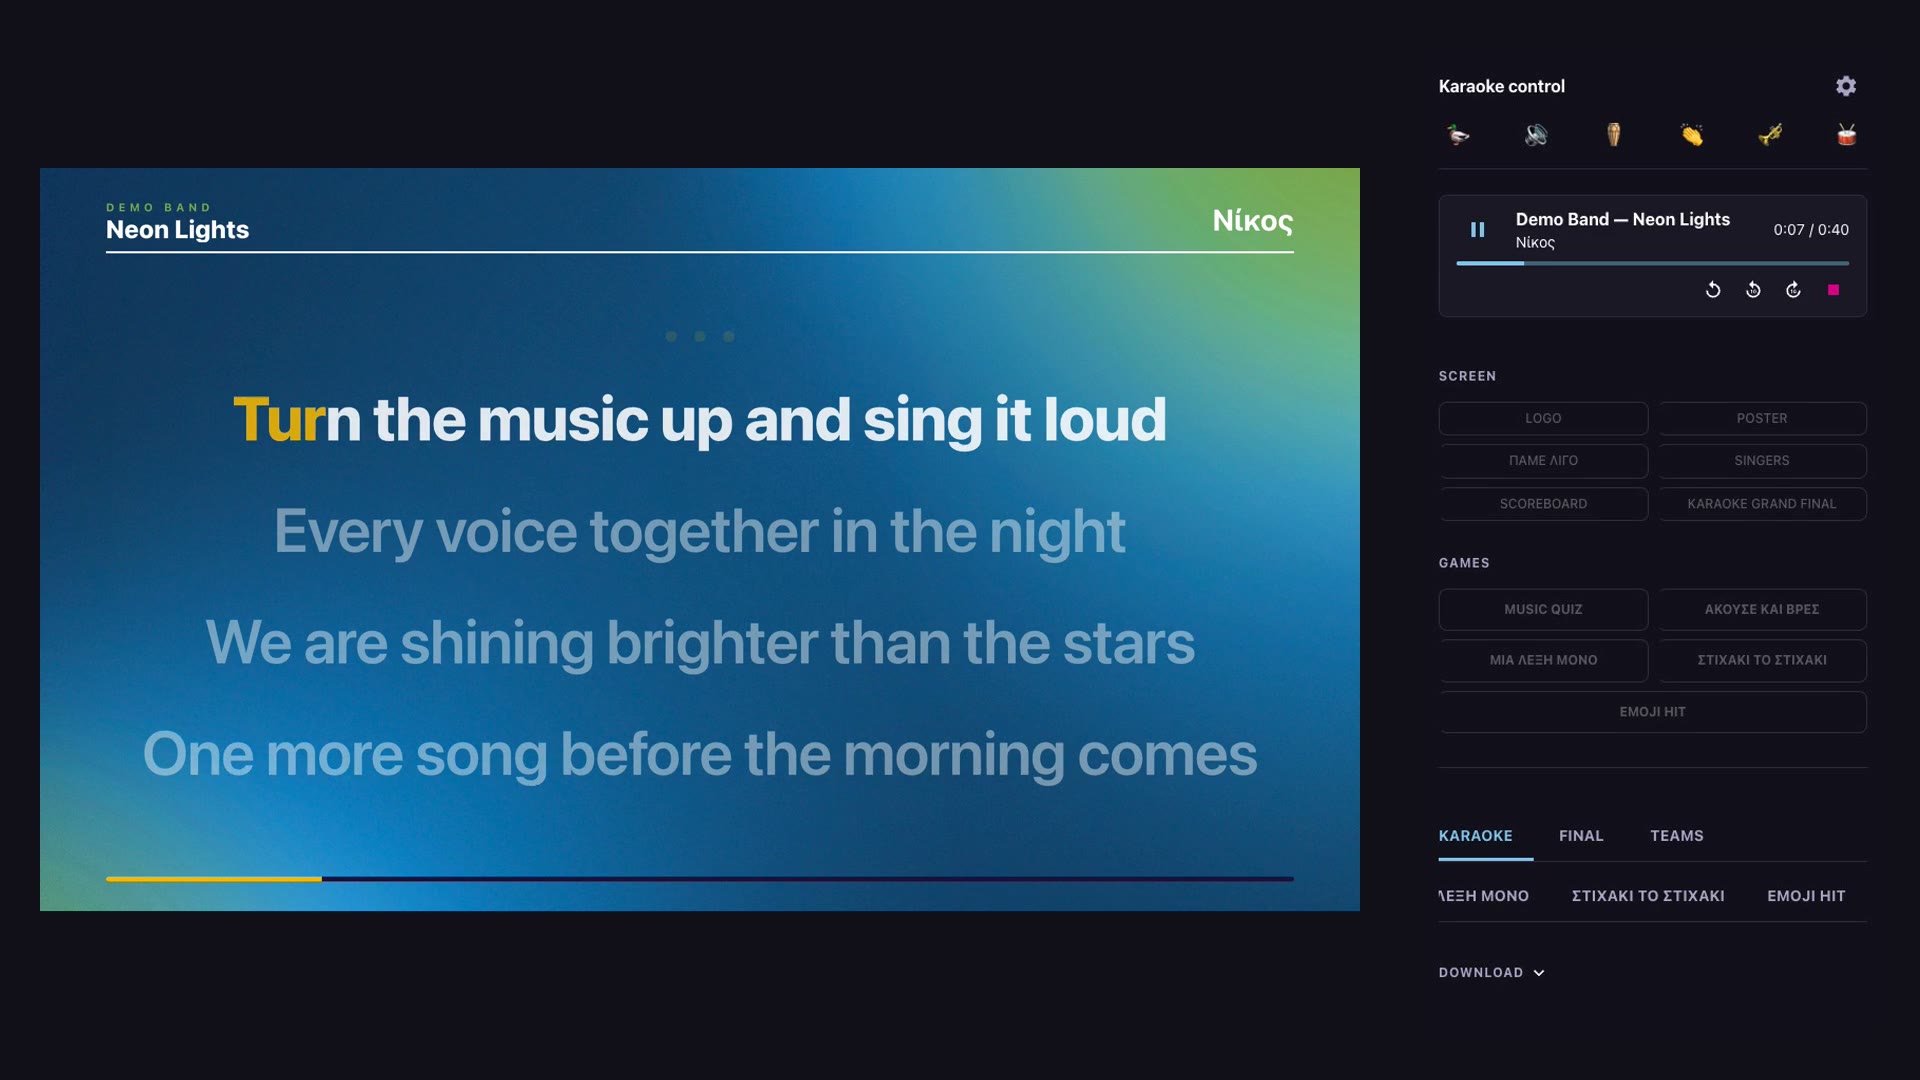 DEMO BAND
Neon Lights
Νίκος
Turn the music up and sing it loud
Every voice together in the night
We are shining brighter than the stars
One more song before the morning comes
Karaoke control
Demo Band — Neon Lights
Νίκος
0:07 / 0:40
SCREEN
LOGO
POSTER
ΠΑΜΕ ΛΙΓΟ
SINGERS
SCOREBOARD
KARAOKE GRAND FINAL
GAMES
MUSIC QUIZ
ΑΚΟΥΣΕ ΚΑΙ ΒΡΕΣ
ΜΙΑ ΛΕΞΗ ΜΟΝΟ
ΣΤΙΧΑΚΙ ΤΟ ΣΤΙΧΑΚΙ
EMOJI HIT
KARAOKE
FINAL
TEAMS
ΛΕΞΗ ΜΟΝΟ
ΣΤΙΧΑΚΙ ΤΟ ΣΤΙΧΑΚΙ
EMOJI HIT
DOWNLOAD